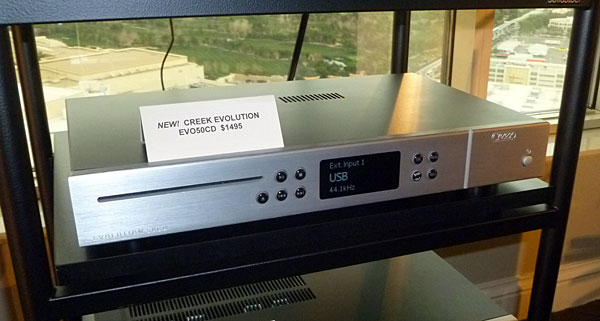 NEW! CREEK EVOLUTION
EVO50CD $1495
Ext.Input 1
USB
44.1kHz